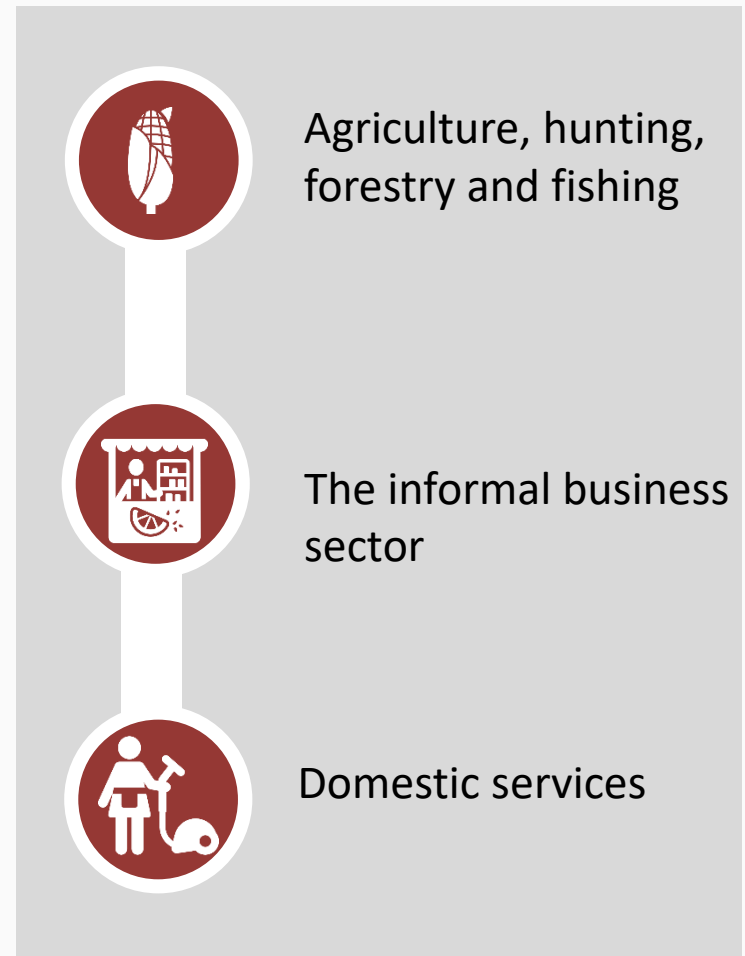 Agriculture, hunting,
forestry and fishing
The informal business
sector
Domestic services